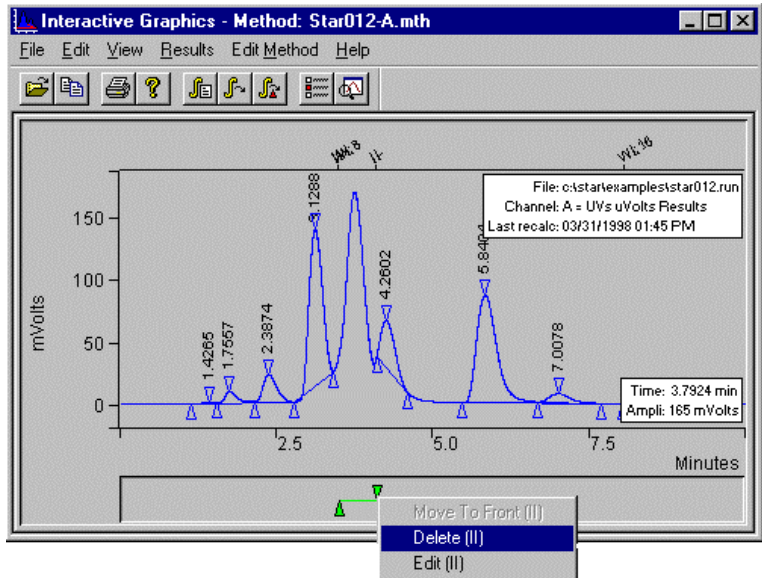 Interactive Graphics - Method: Star012-A.mth
File Edit View Results Edit Method Help
WI:8 II- WI:16
File: c:\star\examples\star012.run
Channel: A = UVs uVolts Results
Last recalc: 03/31/1998 01:45 PM
1.4265
1.7557
2.3874
3.1288
4.2602
5.8404
7.0078
mVolts
150
100
50
0
Time: 3.7924 min
Ampli: 165 mVolts
2.5 5.0 7.5
Minutes
Move To Front (II)
Delete (II)
Edit (II)